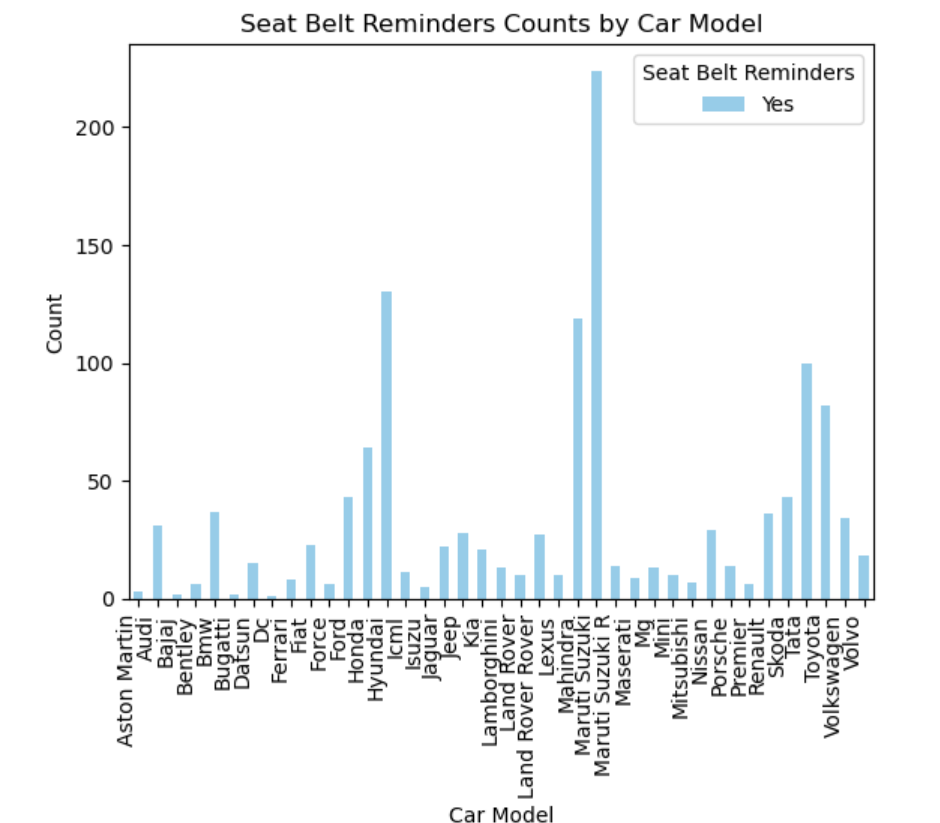 Seat Belt Reminders Counts by Car Model
Seat Belt Reminders
Yes
Count
200
150
100
50
0
Aston Martin
Audi
Bajaj
Bentley
Bmw
Bugatti
Datsun
Dc
Ferrari
Fiat
Force
Ford
Honda
Hyundai
Icml
Isuzu
Jaguar
Jeep
Kia
Lamborghini
Land Rover
Land Rover Rover
Lexus
Mahindra
Maruti Suzuki
Maruti Suzuki R
Maserati
Mg
Mini
Mitsubishi
Nissan
Porsche
Premier
Renault
Skoda
Tata
Toyota
Volkswagen
Volvo
Car Model